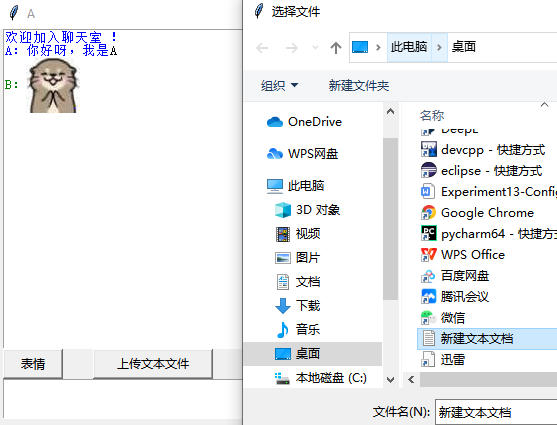 A
欢迎加入聊天室 !
A: 你好呀，我是A
B:
表情
上传文本文件
选择文件
此电脑
桌面
组织
新建文件夹
OneDrive
WPS网盘
此电脑
3D 对象
视频
图片
文档
下载
音乐
桌面
本地磁盘 (C:)
名称
DeepL
devcpp - 快捷方式
eclipse - 快捷方式
Experiment13-Config
Google Chrome
pycharm64 - 快捷方式
WPS Office
百度网盘
腾讯会议
微信
新建文本文档
迅雷
文件名(N):
新建文本文档